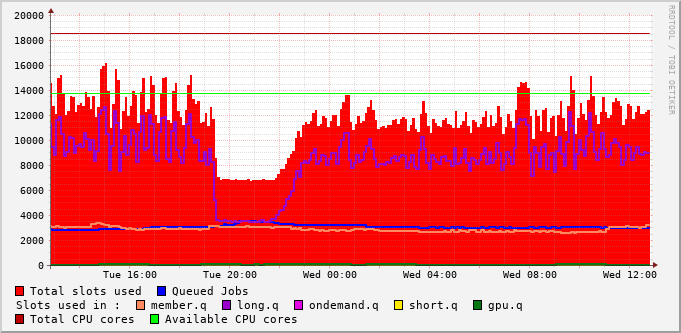 20000
18000
16000
14000
12000
10000
8000
6000
4000
2000
0
Tue 16:00 Tue 20:00 Wed 00:00 Wed 04:00 Wed 08:00 Wed 12:00
RRDTOOL / TOBI OETIKER
Total slots used Queued Jobs
Slots used in : member.q long.q ondemand.q short.q gpu.q
Total CPU cores Available CPU cores